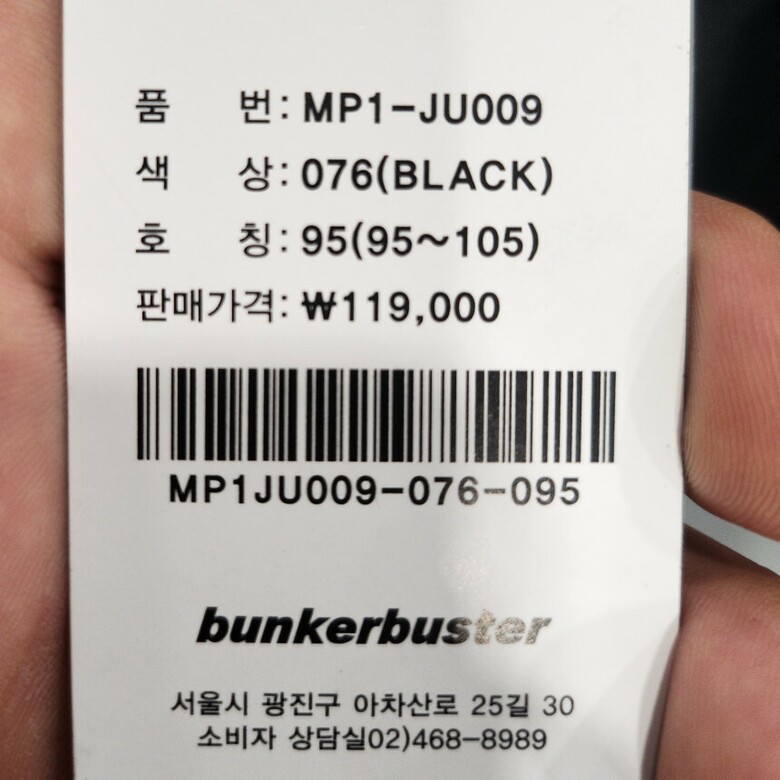 품 번: MP1-JU009
색 상: 076(BLACK)
호 칭: 95(95~105)
판매가격: ₩119,000
MP1JU009-076-095
bunkerbuster
서울시 광진구 아차산로 25길 30
소비자 상담실02)468-8989